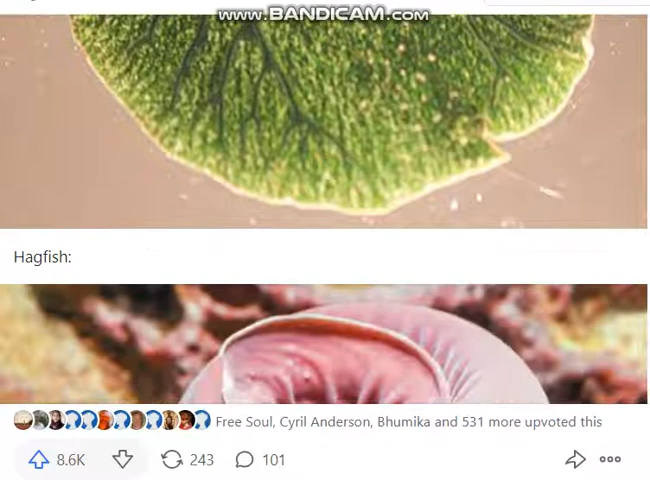 www.BANDICAM.com
Hagfish:
Free Soul, Cyril Anderson, Bhumika and 531 more upvoted this
8.6K
243
101